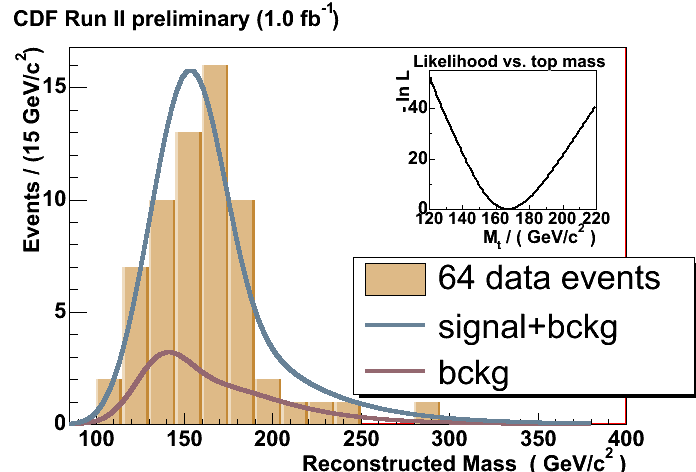 CDF Run II preliminary (1.0 fb⁻¹)
Events / (15 GeV/c²)
15
10
5
0
100
150
200
250
300
350
400
Reconstructed Mass ( GeV/c² )
Likelihood vs. top mass
- ln L
40
20
0
120 140 160 180 200 220
Mₜ / ( GeV/c² )
64 data events
signal+bckg
bckg